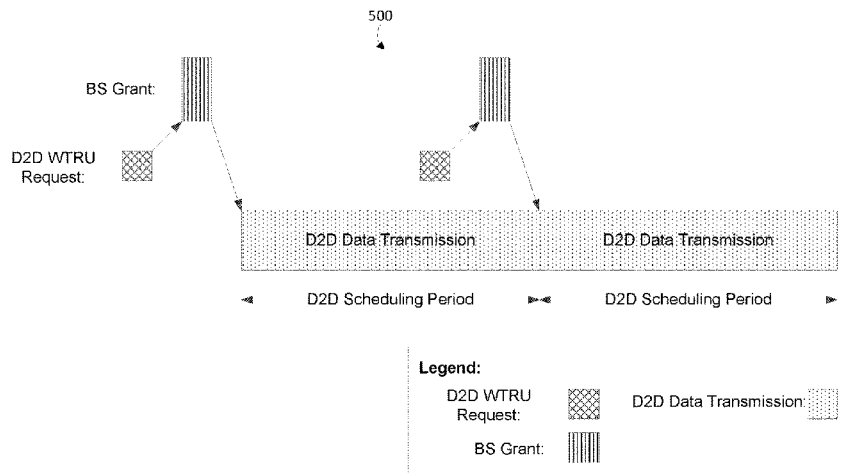 500
BS Grant:
D2D WTRU
Request:
D2D Data Transmission
D2D Data Transmission
D2D Scheduling Period
D2D Scheduling Period
Legend:
D2D WTRU
Request:
D2D Data Transmission:
BS Grant: